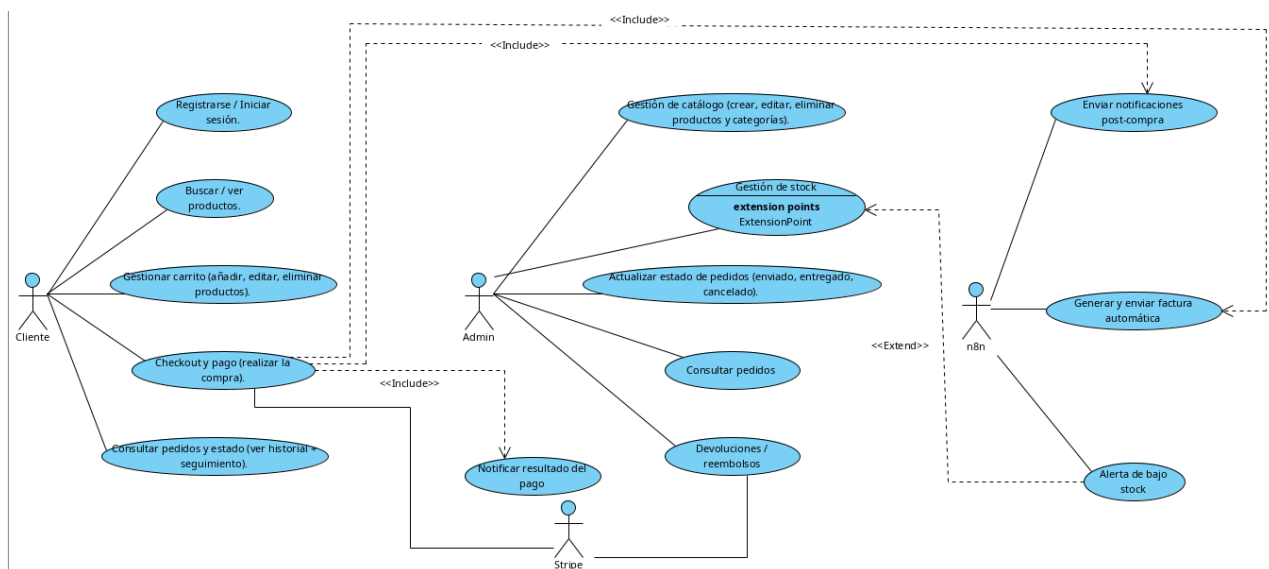 <<Include>>
<<Include>>
Registrarse / Iniciar
sesión.
Gestión de catálogo (crear, editar, eliminar
productos y categorías).
Enviar notificaciones
post-compra
Buscar / ver
productos.
Gestión de stock
extension points
ExtensionPoint
Gestionar carrito (añadir, editar, eliminar
productos).
Actualizar estado de pedidos (enviado, entregado,
cancelado).
Generar y enviar factura
automática
Cliente
Admin
n8n
<<Extend>>
Checkout y pago (realizar la
compra).
<<Include>>
Consultar pedidos
Consultar pedidos y estado (ver historial +
seguimiento).
Devoluciones /
reembolsos
Notificar resultado del
pago
Alerta de bajo
stock
Stripe